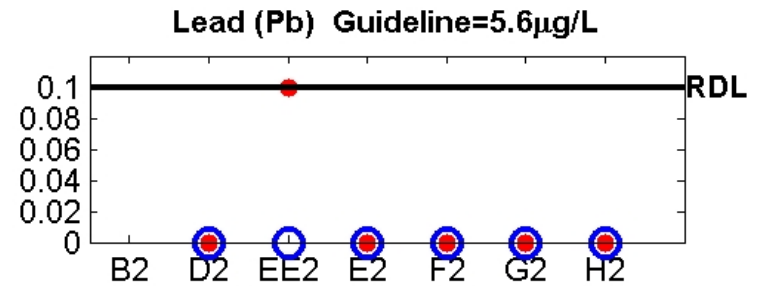 Lead (Pb) Guideline=5.6µg/L
0.1
RDL
0.08
0.06
0.04
0.02
0
B2 D2 EE2 E2 F2 G2 H2